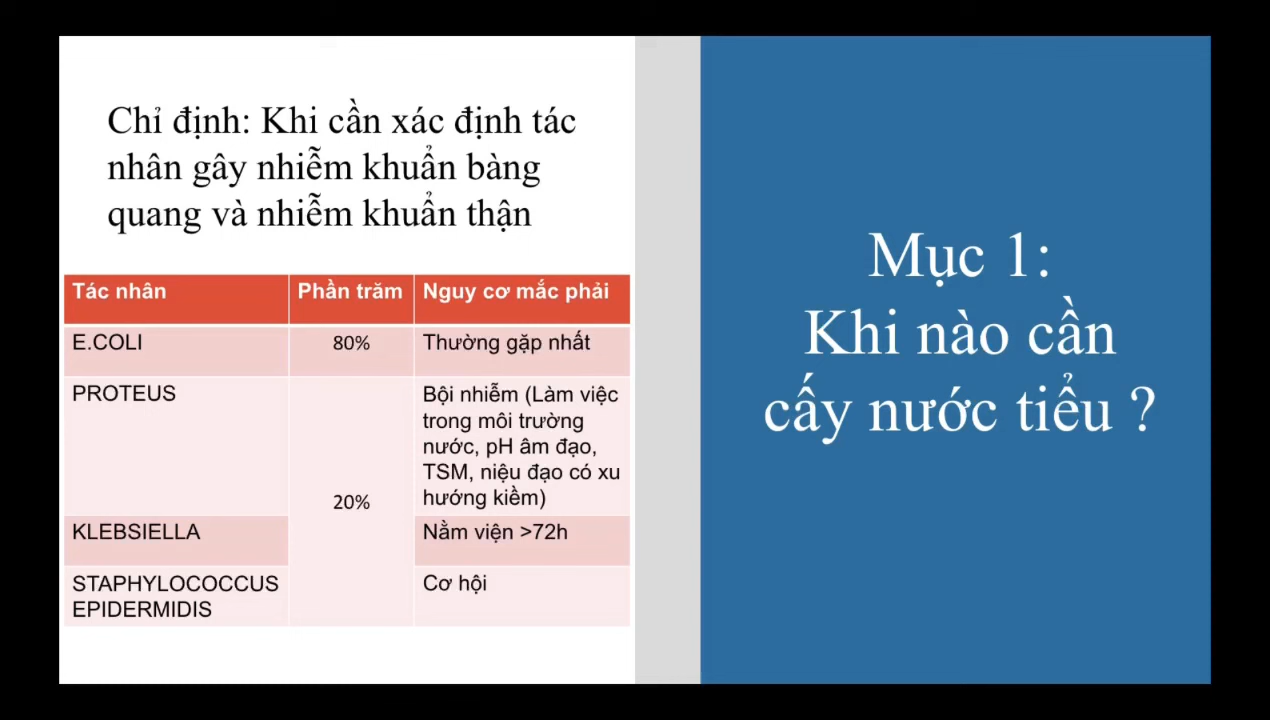 Chỉ định: Khi cần xác định tác
nhân gây nhiễm khuẩn bàng
quang và nhiễm khuẩn thận
Tác nhân
Phần trăm
Nguy cơ mắc phải
E.COLI
80%
Thường gặp nhất
PROTEUS
20%
Bội nhiễm (Làm việc
trong môi trường
nước, pH âm đạo,
TSM, niệu đạo có xu
hướng kiềm)
KLEBSIELLA
Nằm viện >72h
STAPHYLOCOCCUS
EPIDERMIDIS
Cơ hội
Mục 1:
Khi nào cần
cấy nước tiểu ?